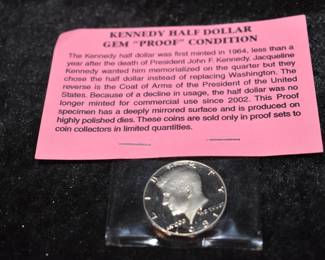 KENNEDY HALF DOLLAR
GEM "PROOF" CONDITION
The Kennedy half dollar was first minted in 1964, less than a
year after the death of President John F. Kennedy. Jacqueline
Kennedy wanted him memorialized on the quarter but they
chose the half dollar instead of replacing Washington. The
reverse is the Coat of Arms of the President of the United
States. Because of a decline in usage, the half dollar was no
longer minted for commercial use since 2002. This Proof
specimen has a deeply mirrored surface and is produced on
highly polished dies. These coins are sold only in proof sets to
coin collectors in limited quantities.